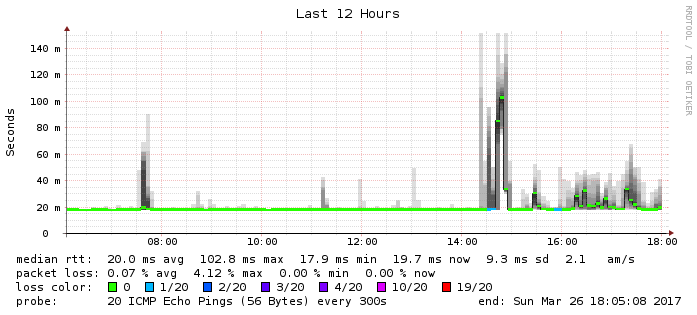 Last 12 Hours
RRDTOOL / TOBI OETIKER
Seconds
140 m
120 m
100 m
80 m
60 m
40 m
20 m
0
08:00 10:00 12:00 14:00 16:00 18:00
median rtt: 20.0 ms avg 102.8 ms max 17.9 ms min 19.7 ms now 9.3 ms sd 2.1 am/s
packet loss: 0.07 % avg 4.12 % max 0.00 % min 0.00 % now
loss color: 0 1/20 2/20 3/20 4/20 10/20 19/20
probe: 20 ICMP Echo Pings (56 Bytes) every 300s end: Sun Mar 26 18:05:08 2017